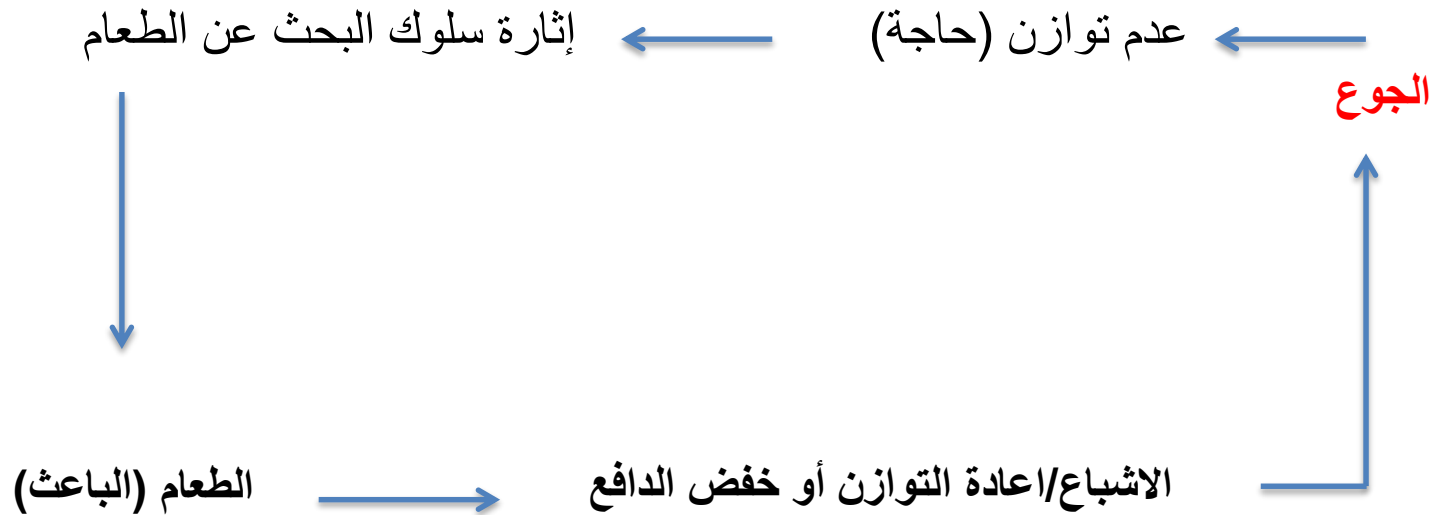 عدم توازن (حاجة) إثارة سلوك البحث عن الطعام
الجوع
الاشباع/اعادة التوازن أو خفض الدافع الطعام (الباعث)